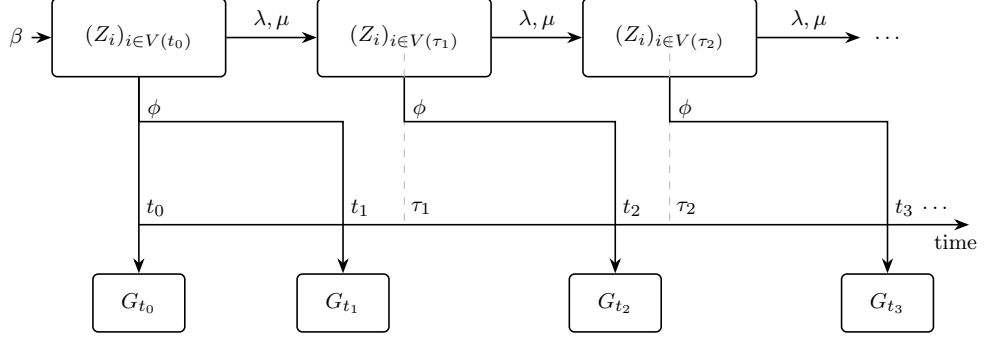 β (Z_i)_{i∈V(t_0)} λ, μ (Z_i)_{i∈V(τ_1)} λ, μ (Z_i)_{i∈V(τ_2)} λ, μ ⋯
ϕ ϕ ϕ
t_0 t_1 τ_1 t_2 τ_2 t_3 ⋯
time
G_{t_0} G_{t_1} G_{t_2} G_{t_3}